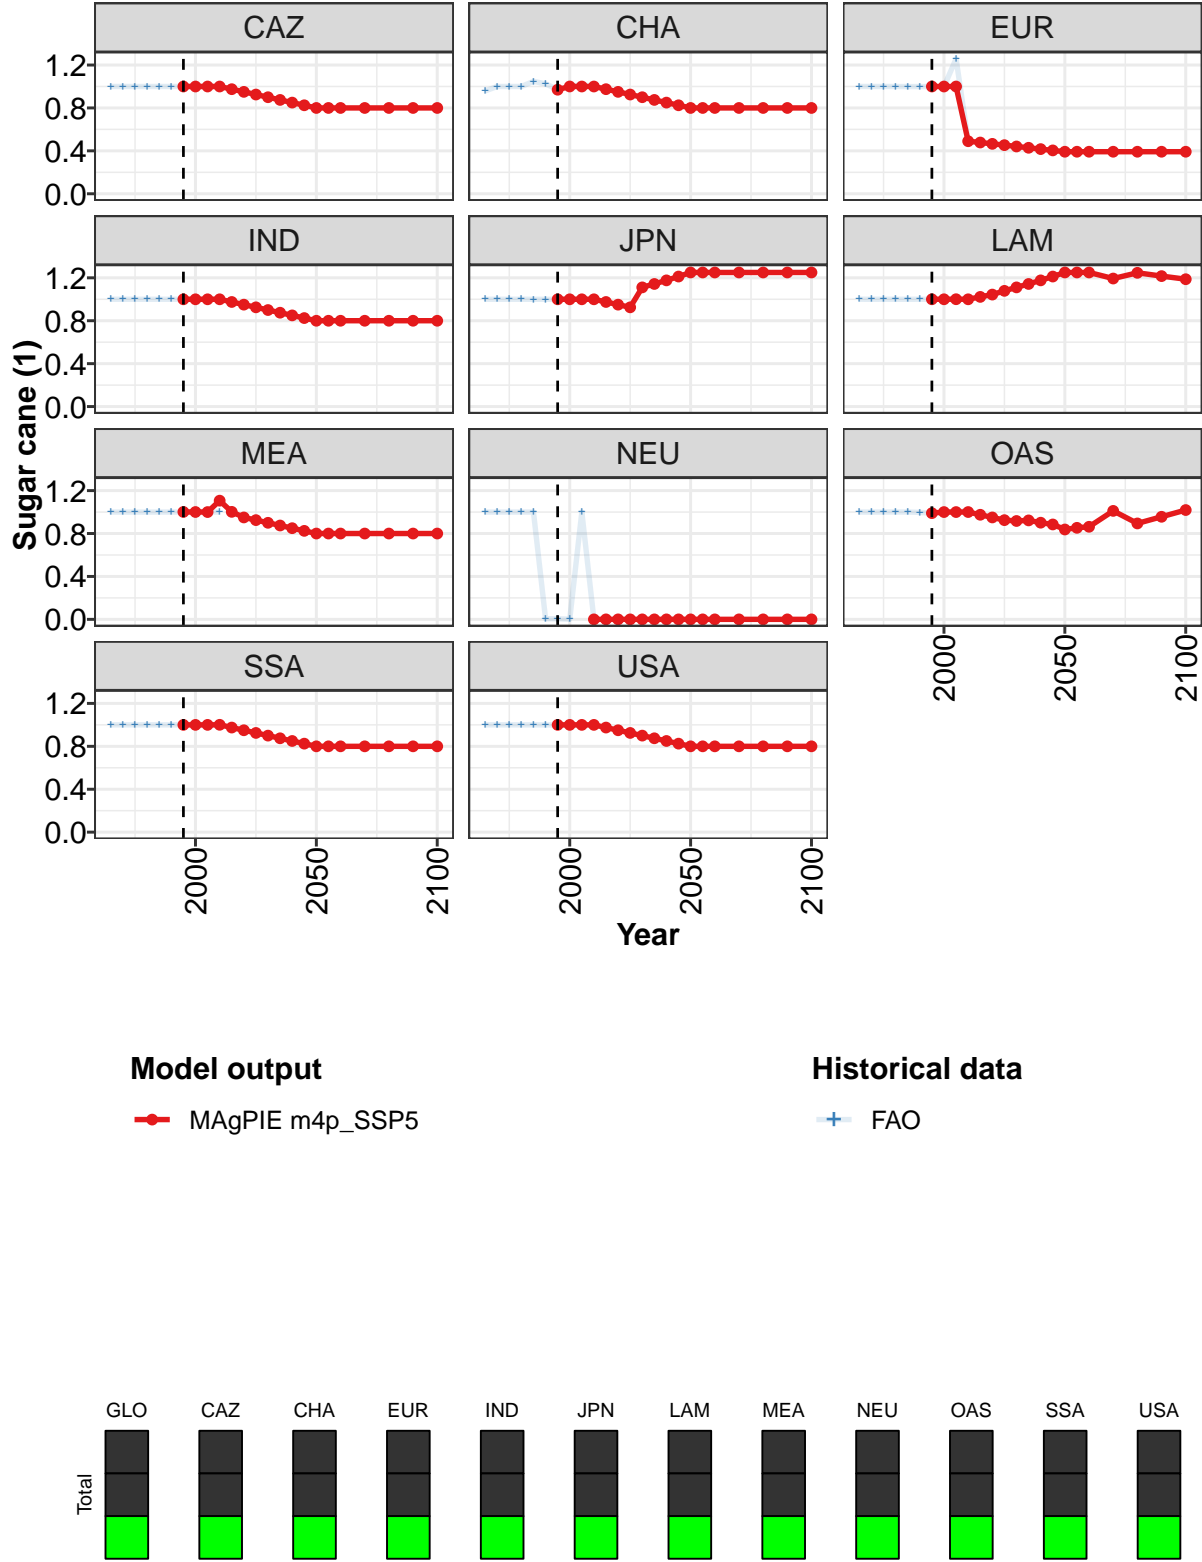 CAZ CHA EUR
1.2
0.8
0.4
0.0
IND JPN LAM
1.2
0.8
0.4
0.0
MEA NEU OAS
1.2
0.8
0.4
0.0
2000 2050 2100
SSA USA
1.2
0.8
0.4
0.0
2000 2050 2100 2000 2050 2100
Sugar cane (1)
Year
Model output Historical data
MAgPIE m4p_SSP5 FAO
GLO CAZ CHA EUR IND JPN LAM MEA NEU OAS SSA USA
Total